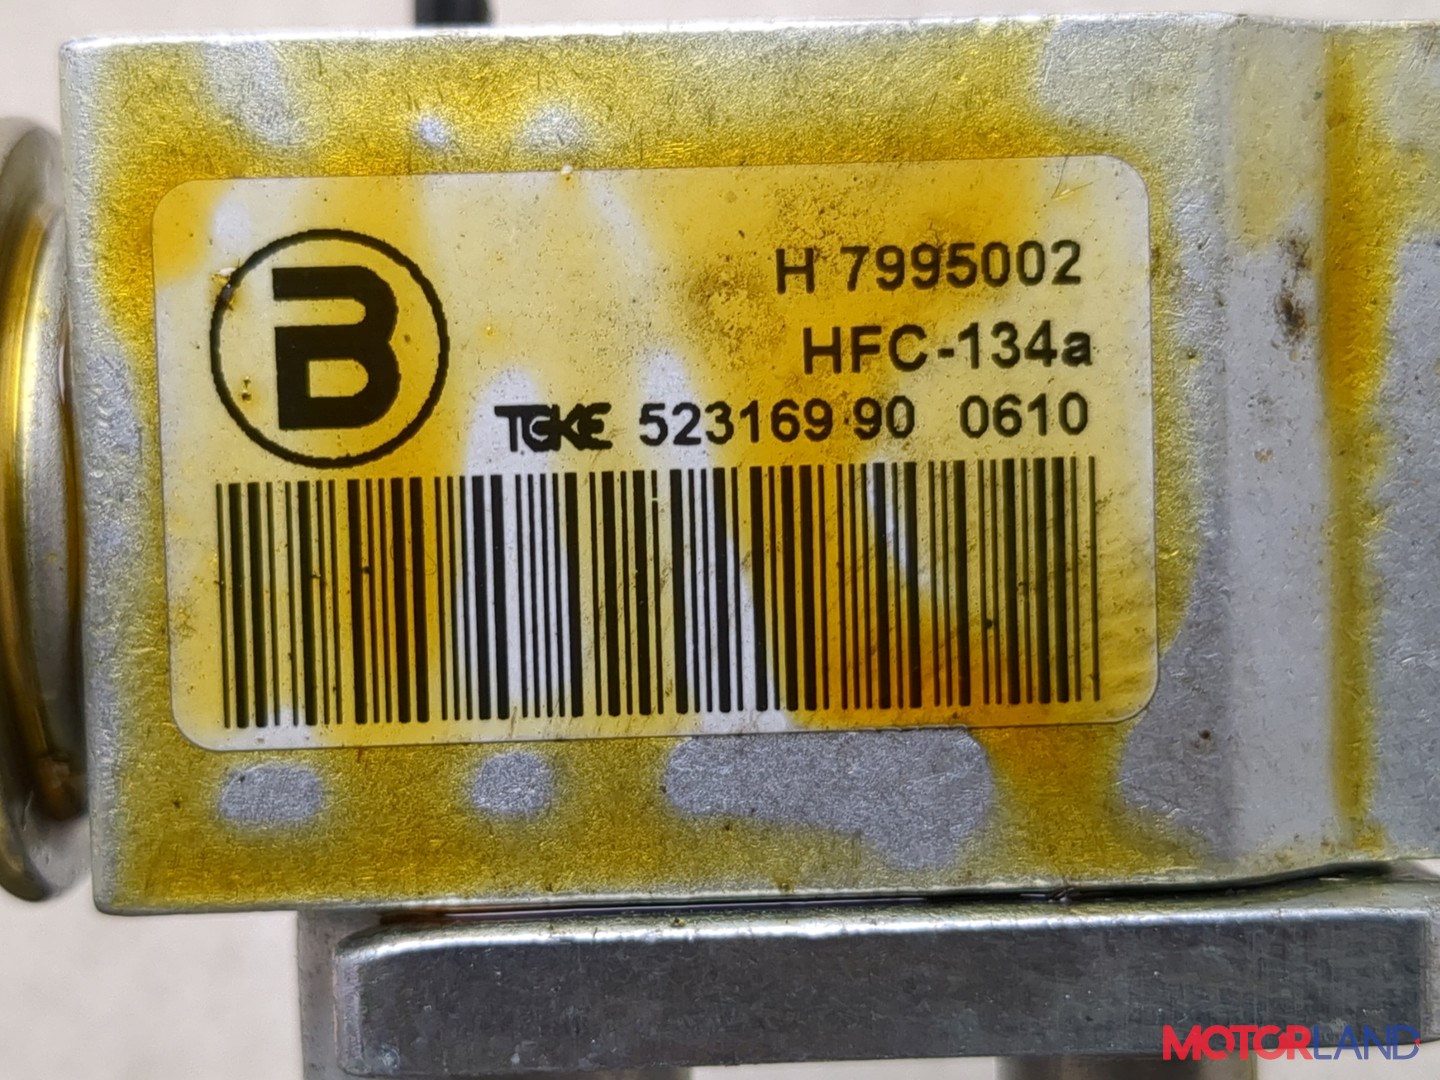 B
H 7995002
HFC-134a
TGKE 523169 90 0610
MOTORLAND